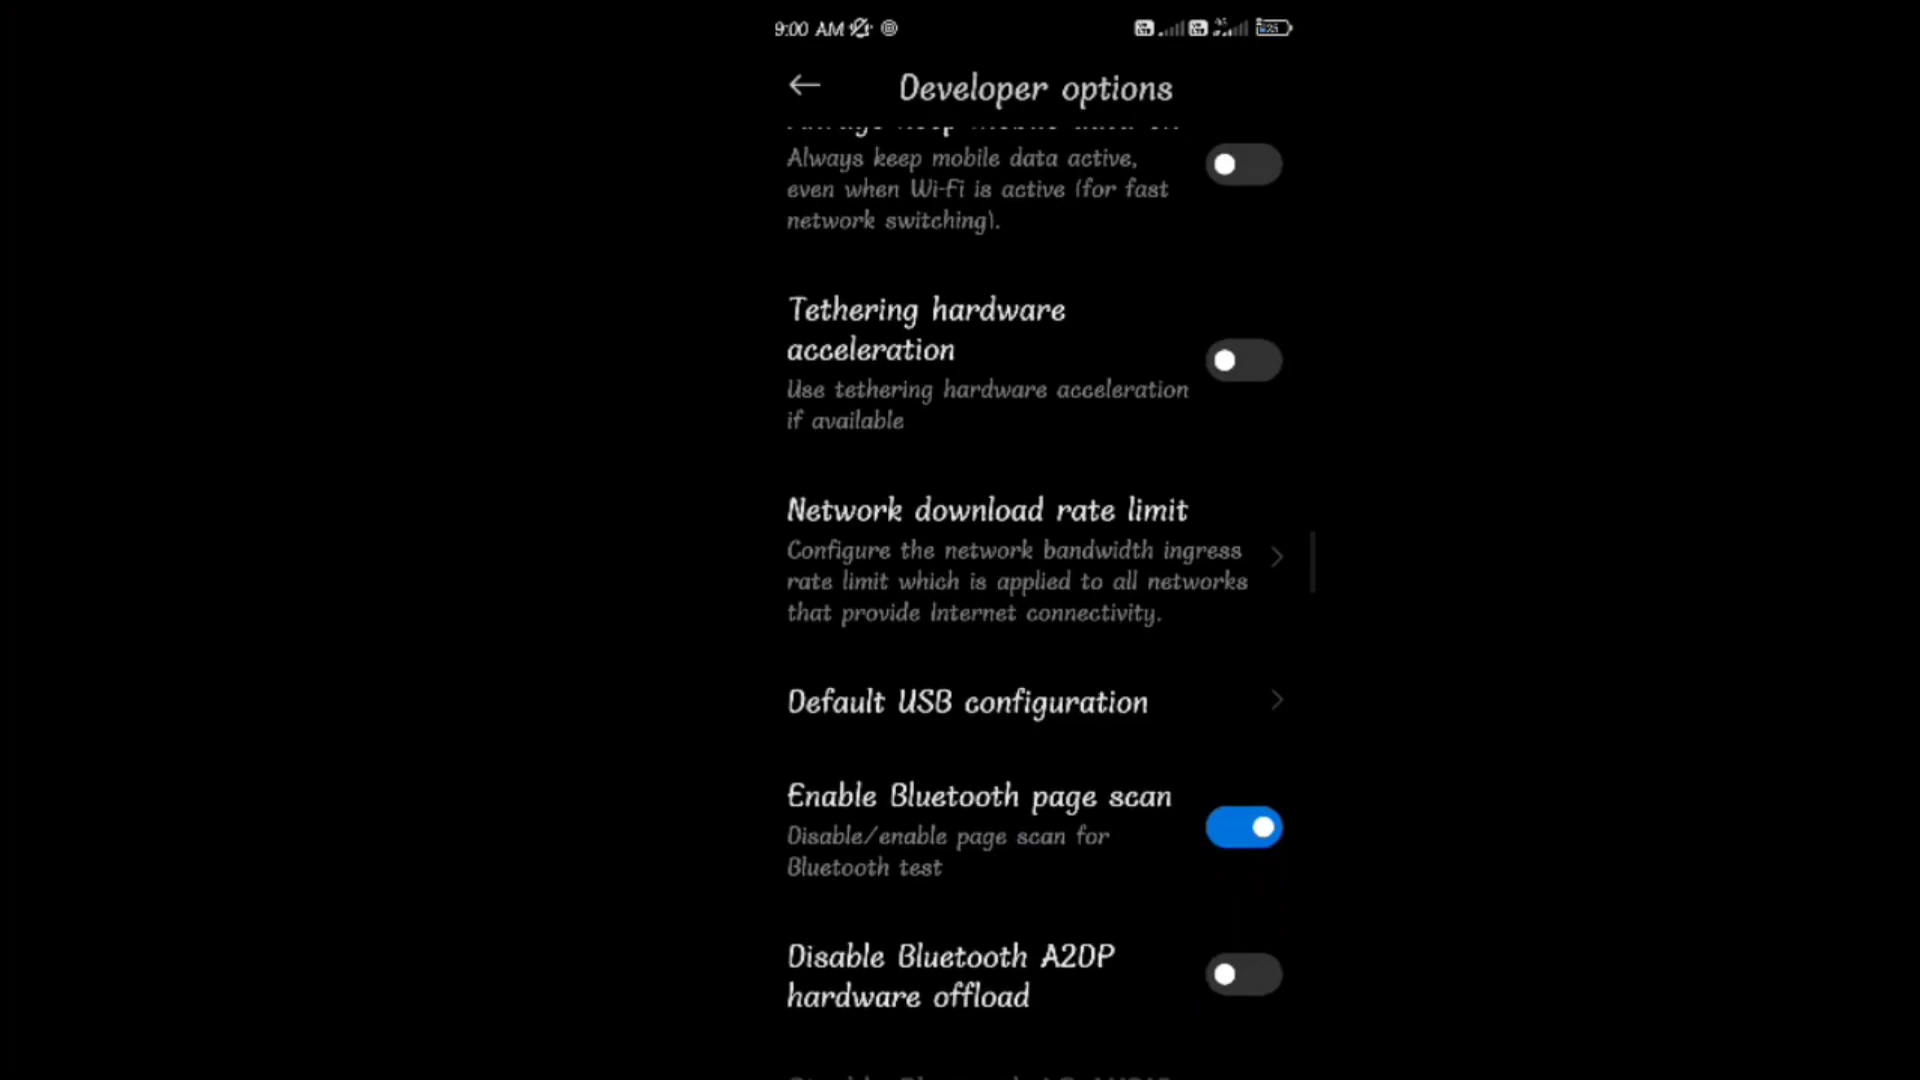 9:00 AM
Developer options
Always keep mobile data active,
even when Wi-Fi is active (for fast
network switching).
Tethering hardware
acceleration
Use tethering hardware acceleration
if available
Network download rate limit
Configure the network bandwidth ingress
rate limit which is applied to all networks
that provide Internet connectivity.
Default USB configuration
Enable Bluetooth page scan
Disable/enable page scan for
Bluetooth test
Disable Bluetooth A2DP
hardware offload